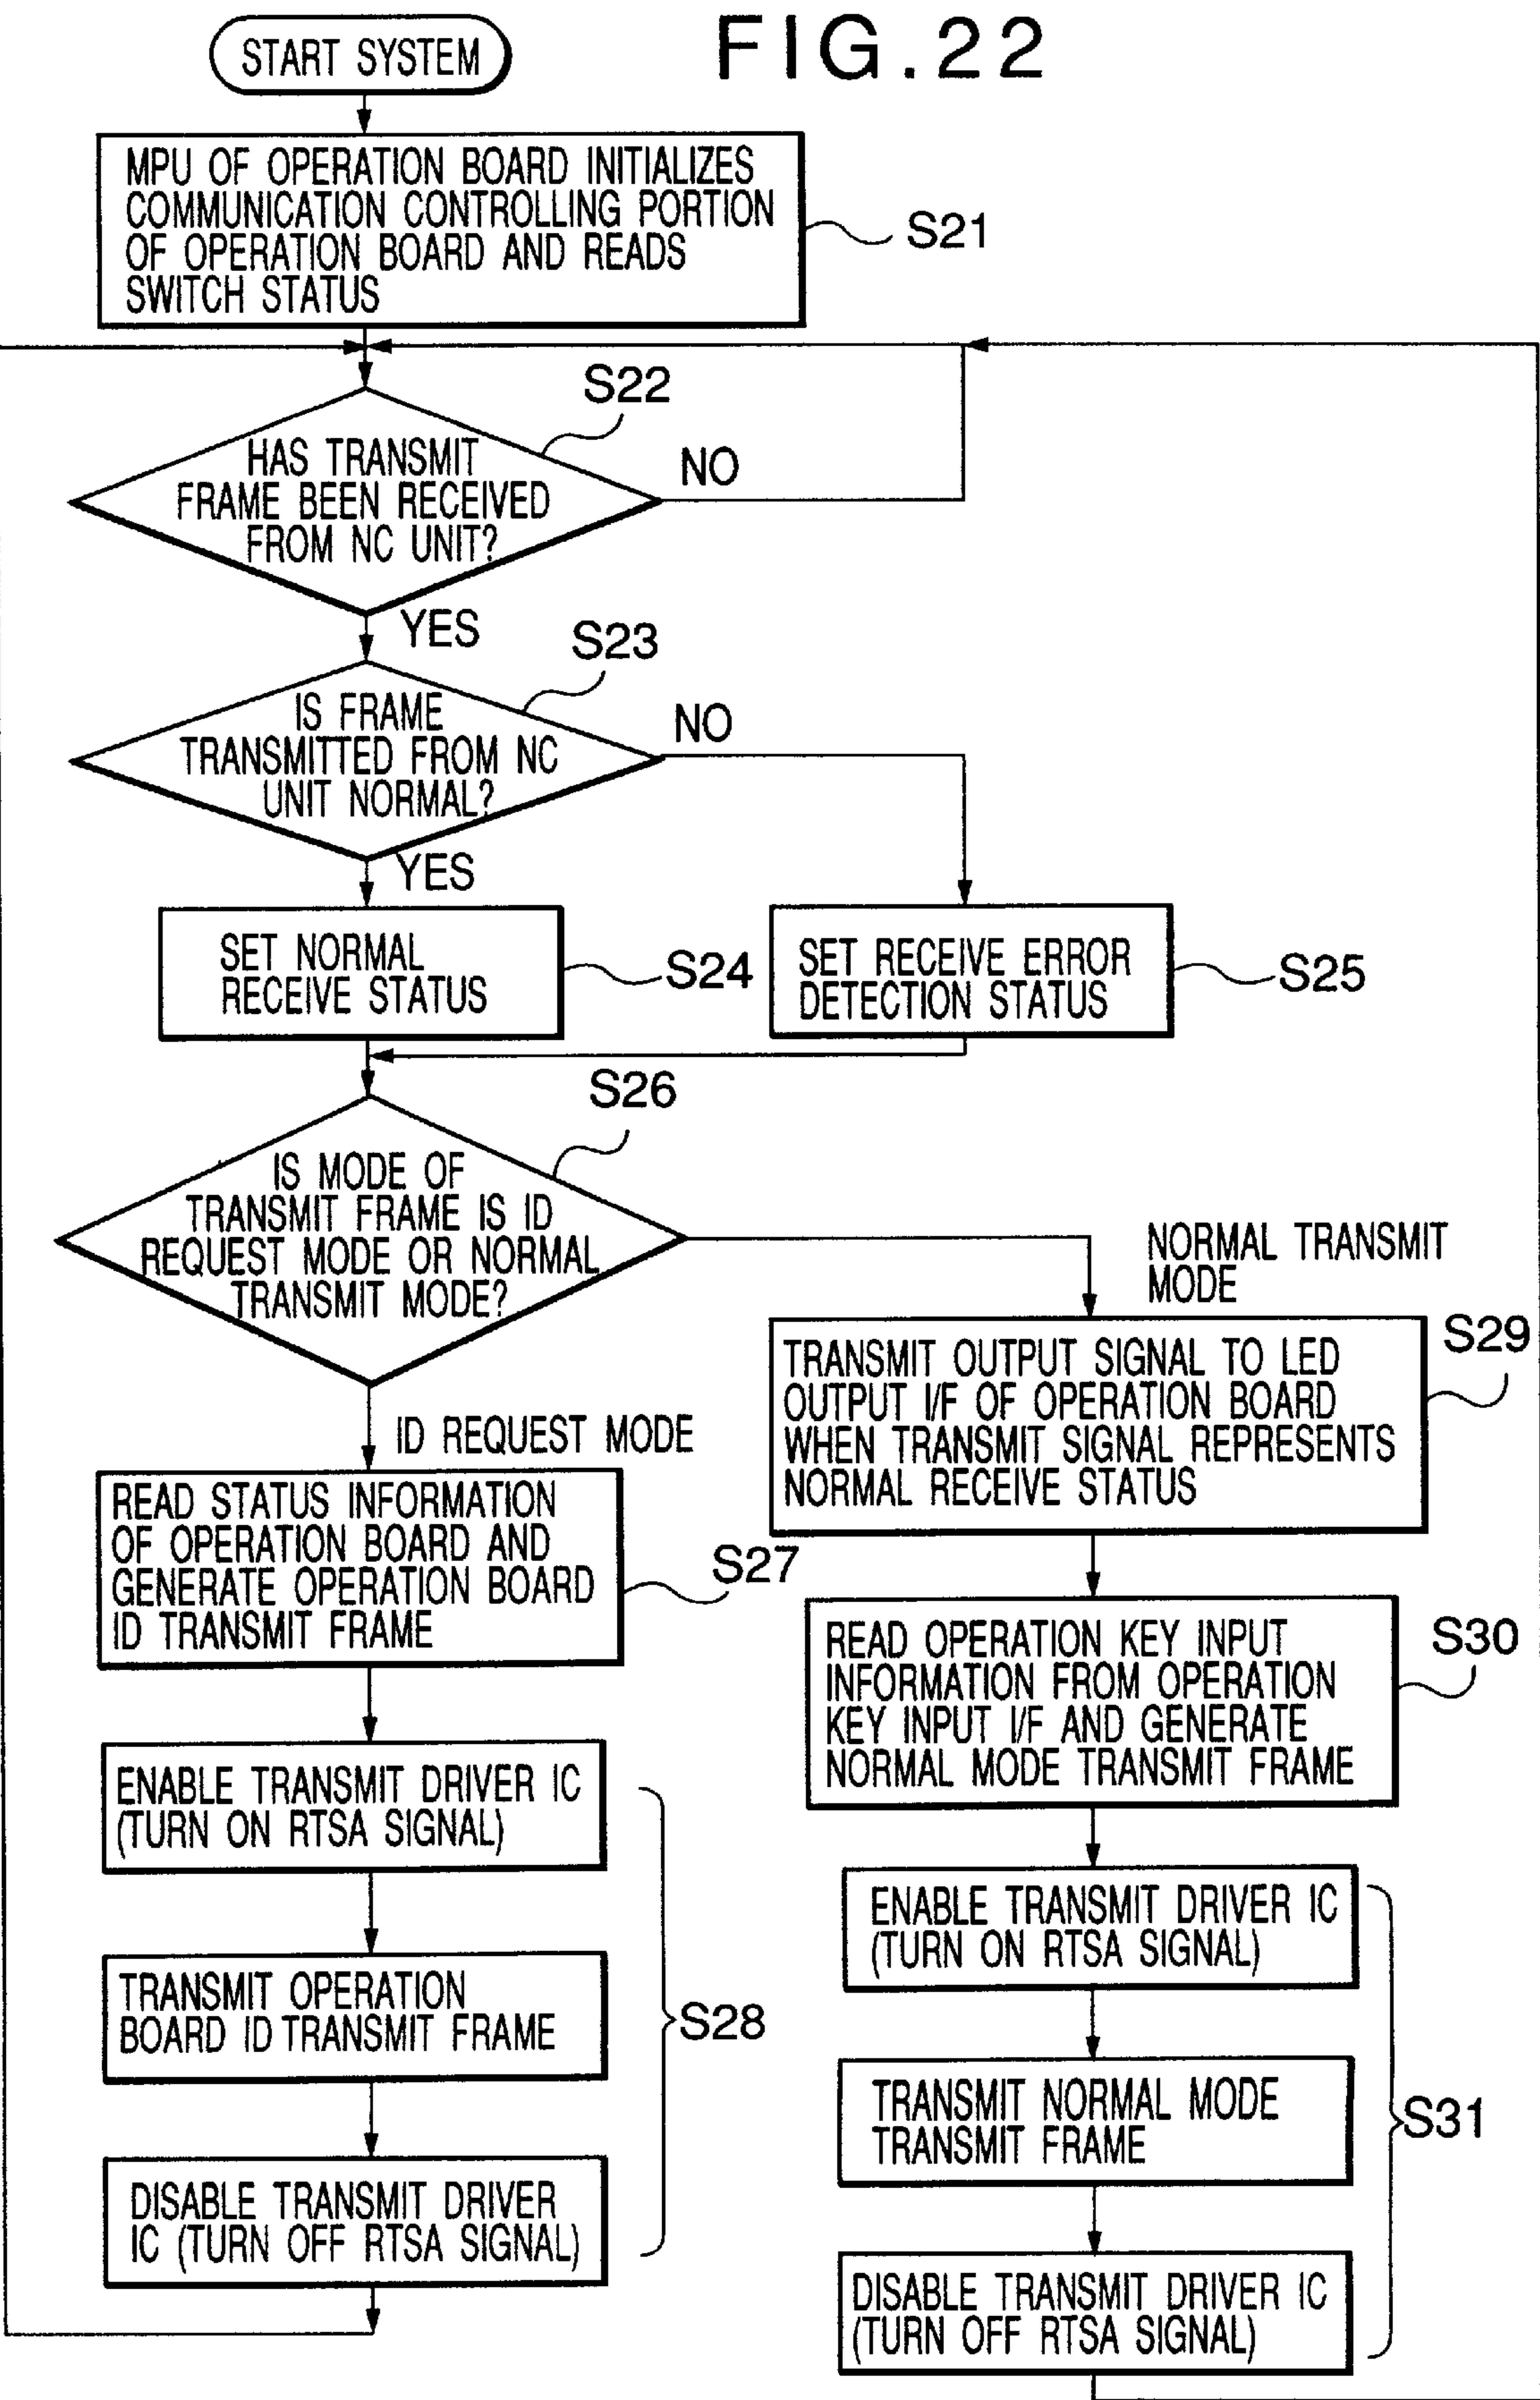 FIG.22
START SYSTEM
MPU OF OPERATION BOARD INITIALIZES
COMMUNICATION CONTROLLING PORTION
OF OPERATION BOARD AND READS
SWITCH STATUS
S21
S22
HAS TRANSMIT
FRAME BEEN RECEIVED
FROM NC UNIT?
NO
YES
S23
IS FRAME
TRANSMITTED FROM NC
UNIT NORMAL?
NO
YES
SET NORMAL
RECEIVE STATUS
S24
SET RECEIVE ERROR
DETECTION STATUS
S25
S26
IS MODE OF
TRANSMIT FRAME IS ID
REQUEST MODE OR NORMAL
TRANSMIT MODE?
NORMAL TRANSMIT
MODE
ID REQUEST MODE
READ STATUS INFORMATION
OF OPERATION BOARD AND
GENERATE OPERATION BOARD
ID TRANSMIT FRAME
S27
ENABLE TRANSMIT DRIVER IC
(TURN ON RTSA SIGNAL)
TRANSMIT OPERATION
BOARD ID TRANSMIT FRAME
DISABLE TRANSMIT DRIVER
IC (TURN OFF RTSA SIGNAL)
S28
TRANSMIT OUTPUT SIGNAL TO LED
OUTPUT I/F OF OPERATION BOARD
WHEN TRANSMIT SIGNAL REPRESENTS
NORMAL RECEIVE STATUS
S29
READ OPERATION KEY INPUT
INFORMATION FROM OPERATION
KEY INPUT I/F AND GENERATE
NORMAL MODE TRANSMIT FRAME
S30
ENABLE TRANSMIT DRIVER IC
(TURN ON RTSA SIGNAL)
TRANSMIT NORMAL MODE
TRANSMIT FRAME
DISABLE TRANSMIT DRIVER IC
(TURN OFF RTSA SIGNAL)
S31